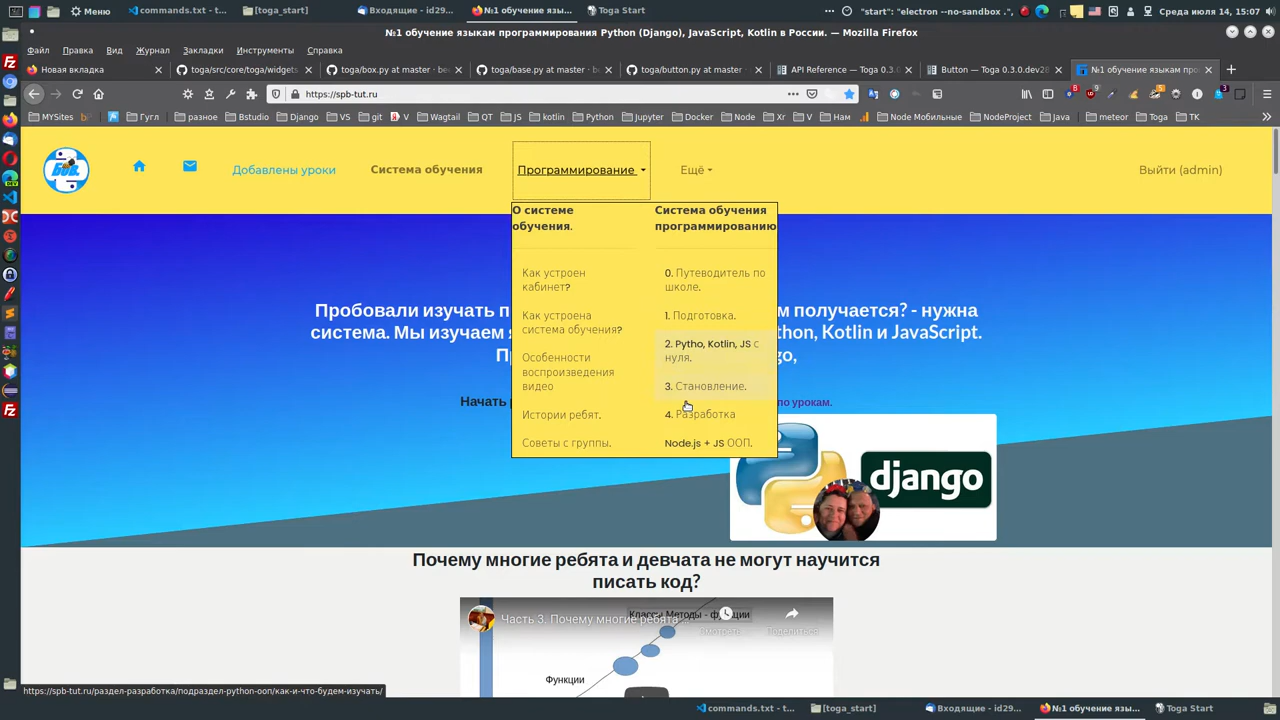 Меню
commands.txt - т...
[toga_start]
Входящие - id29...
№1 обучение язы...
Toga Start
"start": "electron --no-sandbox .",
Среда июля 14, 15:07
№1 обучение языкам программирования Python (Django), JavaScript, Kotlin в России. — Mozilla Firefox
Файл Правка Вид Журнал Закладки Инструменты Справка
Новая вкладка
toga/src/core/toga/widgets
toga/box.py at master · be
toga/base.py at master · b
toga/button.py at master ·
API Reference — Toga 0.3.0
Button — Toga 0.3.0.dev28
№1 обучение языкам про
https://spb-tut.ru
MYSites Гугл разное Bstudio Django VS git V Wagtail QT JS kotlin Python Jupyter Docker Node Xr V Нам Node Мобильные NodeProject Java meteor Toga TK
БоВ.
Добавлены уроки
Система обучения
Программирование
Ещё
Выйти (admin)
О системе
обучения.
Как устроен
кабинет?
Как устроена
система обучения?
Особенности
воспроизведения
видео
Истории ребят.
Советы с группы.
Система обучения
программированию
0. Путеводитель по
школе.
1. Подготовка.
2. Pytho, Kotlin, JS с
нуля.
3. Становление.
4. Разработка
Node.js + JS ООП.
Пробовали изучать п
м получается? - нужна
система. Мы изучаем я
thon, Kotlin и JavaScript.
П
go,
Начать
по урокам.
django
Почему многие ребята и девчата не могут научится
писать код?
Часть 3. Почему многие ребята
Классы Методы - функции
Смотреть...
Поделиться
Функции
https://spb-tut.ru/раздел-разработка/подраздел-python-ооп/как-и-что-будем-изучать/
commands.txt - т...
[toga_start]
Входящие - id29...
№1 обучение язы...
Toga Start